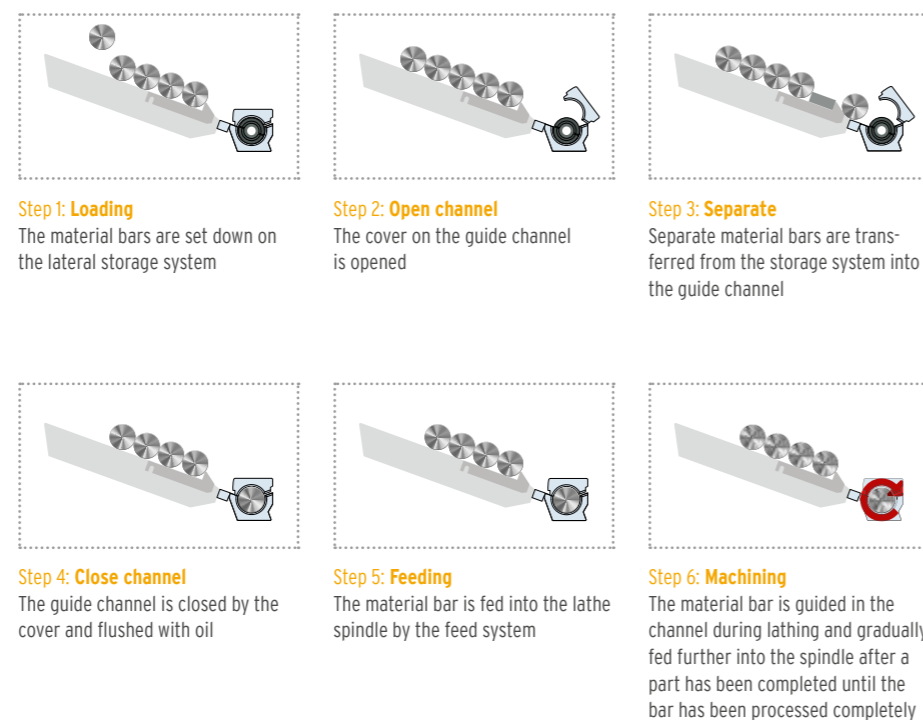 Step 1: Loading
The material bars are set down on
the lateral storage system
Step 2: Open channel
The cover on the guide channel
is opened
Step 3: Separate
Separate material bars are trans-
ferred from the storage system into
the guide channel
Step 4: Close channel
The guide channel is closed by the
cover and flushed with oil
Step 5: Feeding
The material bar is fed into the lathe
spindle by the feed system
Step 6: Machining
The material bar is guided in the
channel during lathing and gradually
fed further into the spindle after a
part has been completed until the
bar has been processed completely